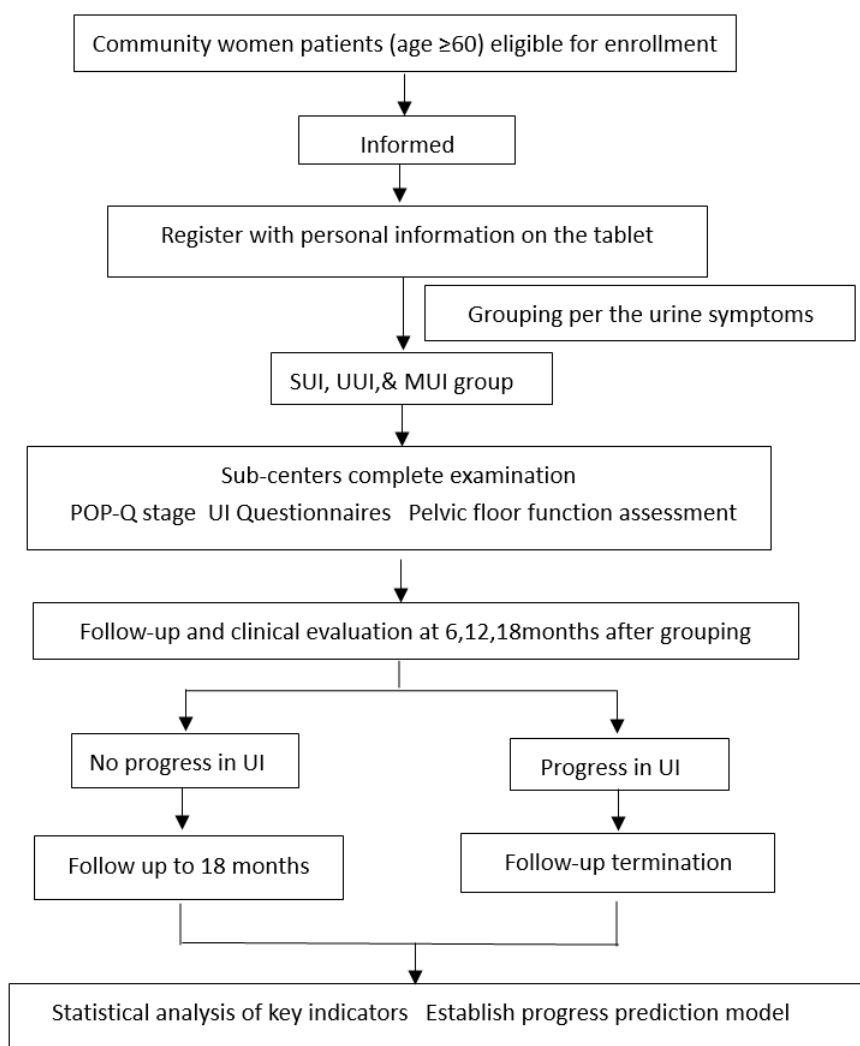 Community women patients (age ≥60) eligible for enrollment
Informed
Register with personal information on the tablet
Grouping per the urine symptoms
SUI, UUI,& MUI group
Sub-centers complete examination
POP-Q stage UI Questionnaires Pelvic floor function assessment
Follow-up and clinical evaluation at 6,12,18months after grouping
No progress in UI
Progress in UI
Follow up to 18 months
Follow-up termination
Statistical analysis of key indicators Establish progress prediction model